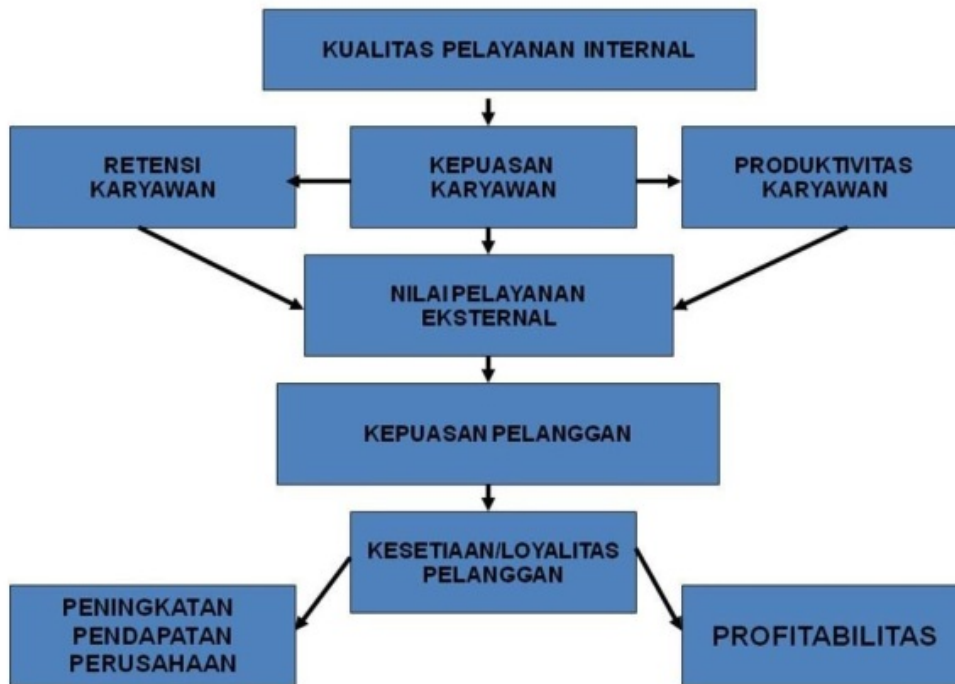 KUALITAS PELAYANAN INTERNAL
RETENSI
KARYAWAN
KEPUASAN
KARYAWAN
PRODUKTIVITAS
KARYAWAN
NILAI PELAYANAN
EKSTERNAL
KEPUASAN PELANGGAN
KESETIAAN/LOYALITAS
PELANGGAN
PENINGKATAN
PENDAPATAN
PERUSAHAAN
PROFITABILITAS